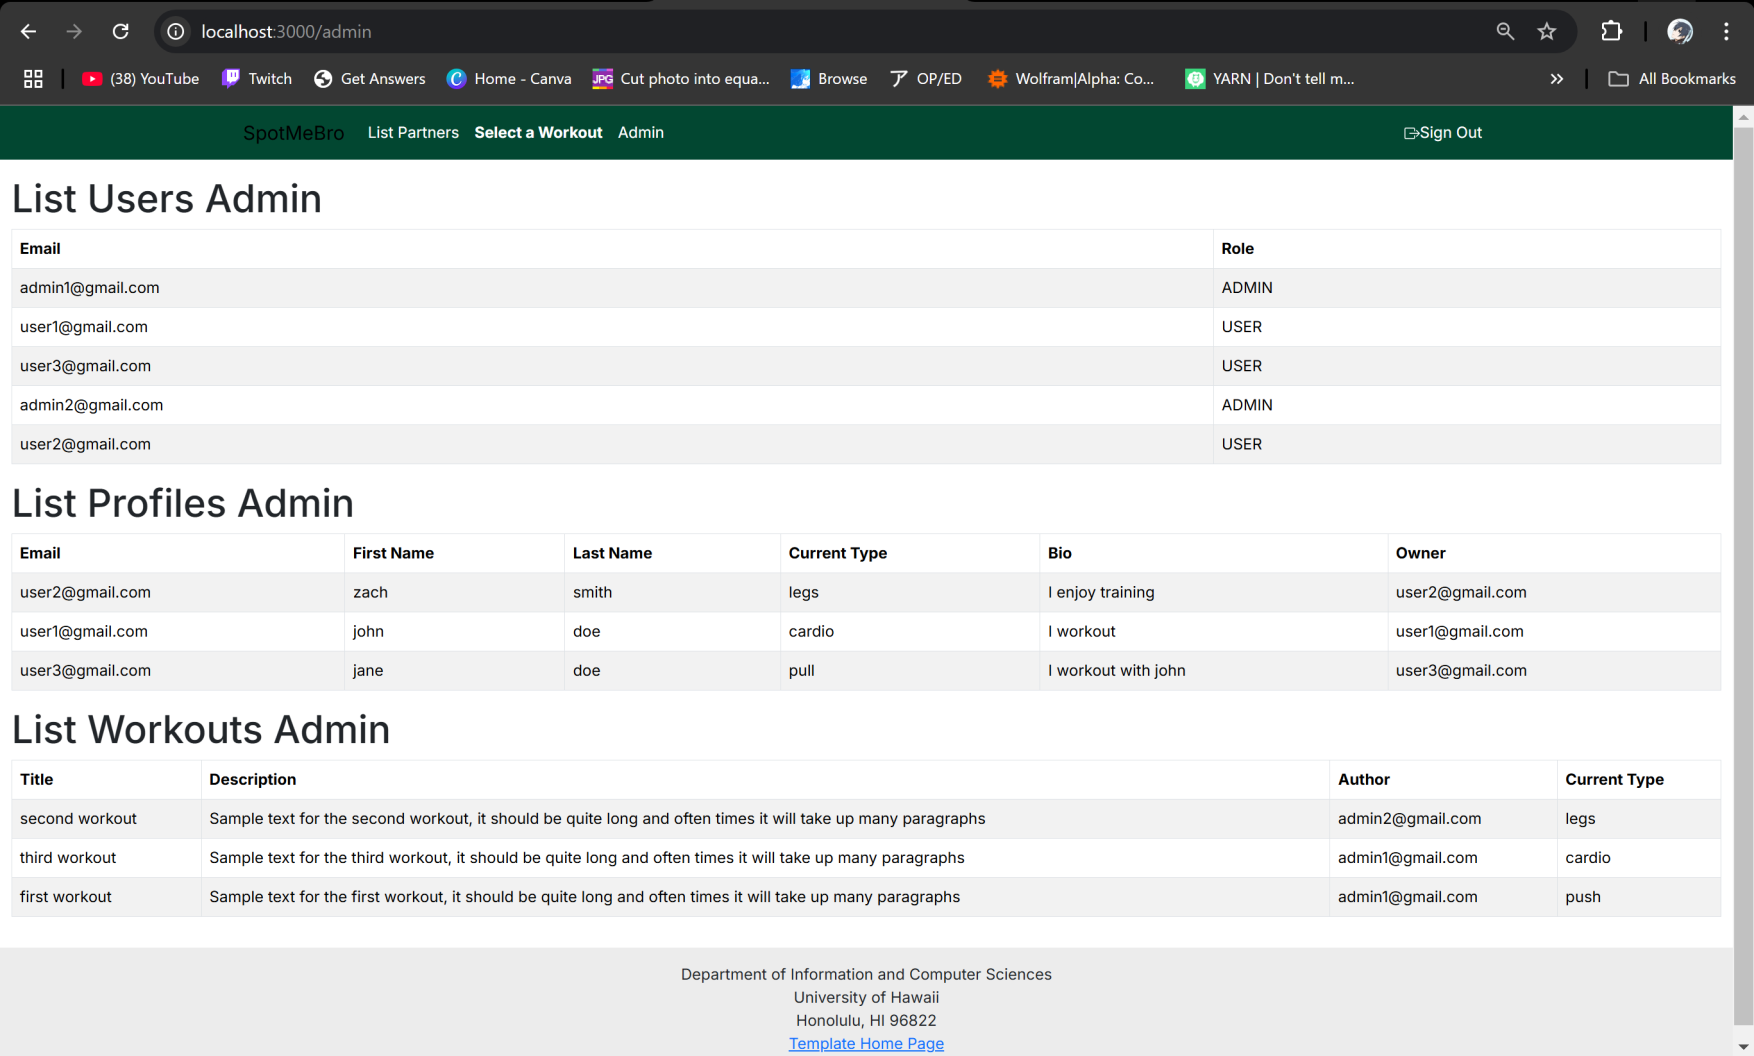 localhost:3000/admin
(38) YouTube Twitch Get Answers Home - Canva JPG Cut photo into equa... Browse OP/ED Wolfram|Alpha: Co... YARN | Don't tell m... All Bookmarks
SpotMeBro List Partners Select a Workout Admin Sign Out
List Users Admin
Email Role
admin1@gmail.com ADMIN
user1@gmail.com USER
user3@gmail.com USER
admin2@gmail.com ADMIN
user2@gmail.com USER
List Profiles Admin
Email First Name Last Name Current Type Bio Owner
user2@gmail.com zach smith legs I enjoy training user2@gmail.com
user1@gmail.com john doe cardio I workout user1@gmail.com
user3@gmail.com jane doe pull I workout with john user3@gmail.com
List Workouts Admin
Title Description Author Current Type
second workout Sample text for the second workout, it should be quite long and often times it will take up many paragraphs admin2@gmail.com legs
third workout Sample text for the third workout, it should be quite long and often times it will take up many paragraphs admin1@gmail.com cardio
first workout Sample text for the first workout, it should be quite long and often times it will take up many paragraphs admin1@gmail.com push
Department of Information and Computer Sciences
University of Hawaii
Honolulu, HI 96822
Template Home Page